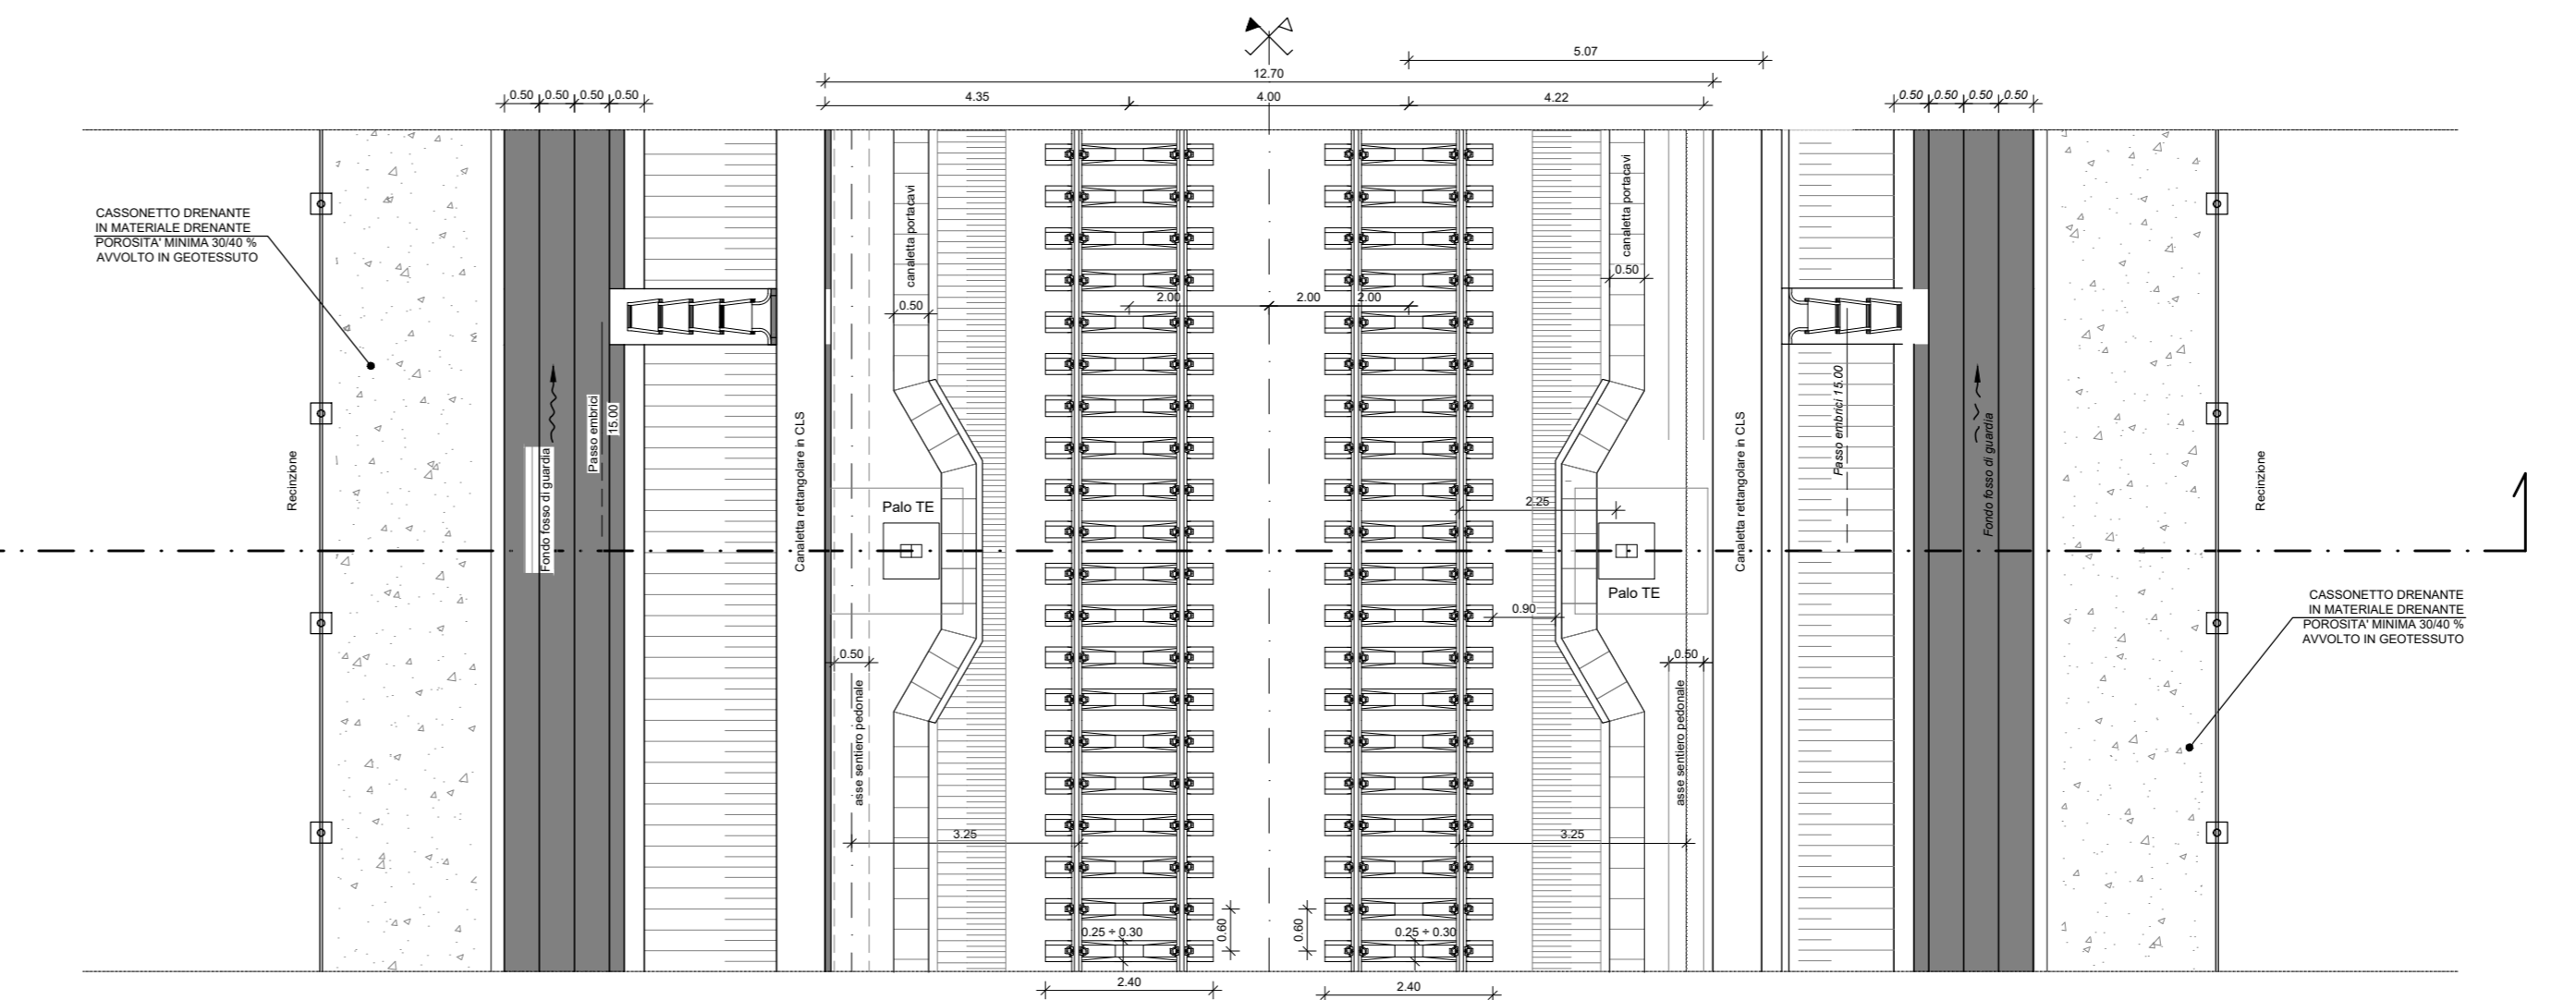 5.07
12.70
4.35
4.00
4.22
0.50
0.50
0.50
0.50
0.50
0.50
0.50
0.50
CASSONETTO DRENANTE
IN MATERIALE DRENANTE
POROSITA' MINIMA 30/40 %
AVVOLTO IN GEOTESSUTO
Recinzione
Fondo fosso di guardia
Passo embrici
15.00
Canaletta rettangolare in CLS
canaletta portacavi
0.50
2.00
2.00
2.00
0.50
canaletta portacavi
Palo TE
2.25
Palo TE
0.90
0.50
asse sentiero pedonale
3.25
0.50
asse sentiero pedonale
3.25
Canaletta rettangolare in CLS
Passo embrici 15.00
Fondo fosso di guardia
Recinzione
CASSONETTO DRENANTE
IN MATERIALE DRENANTE
POROSITA' MINIMA 30/40 %
AVVOLTO IN GEOTESSUTO
0.25 ÷ 0.30
0.60
0.60
0.25 ÷ 0.30
2.40
2.40